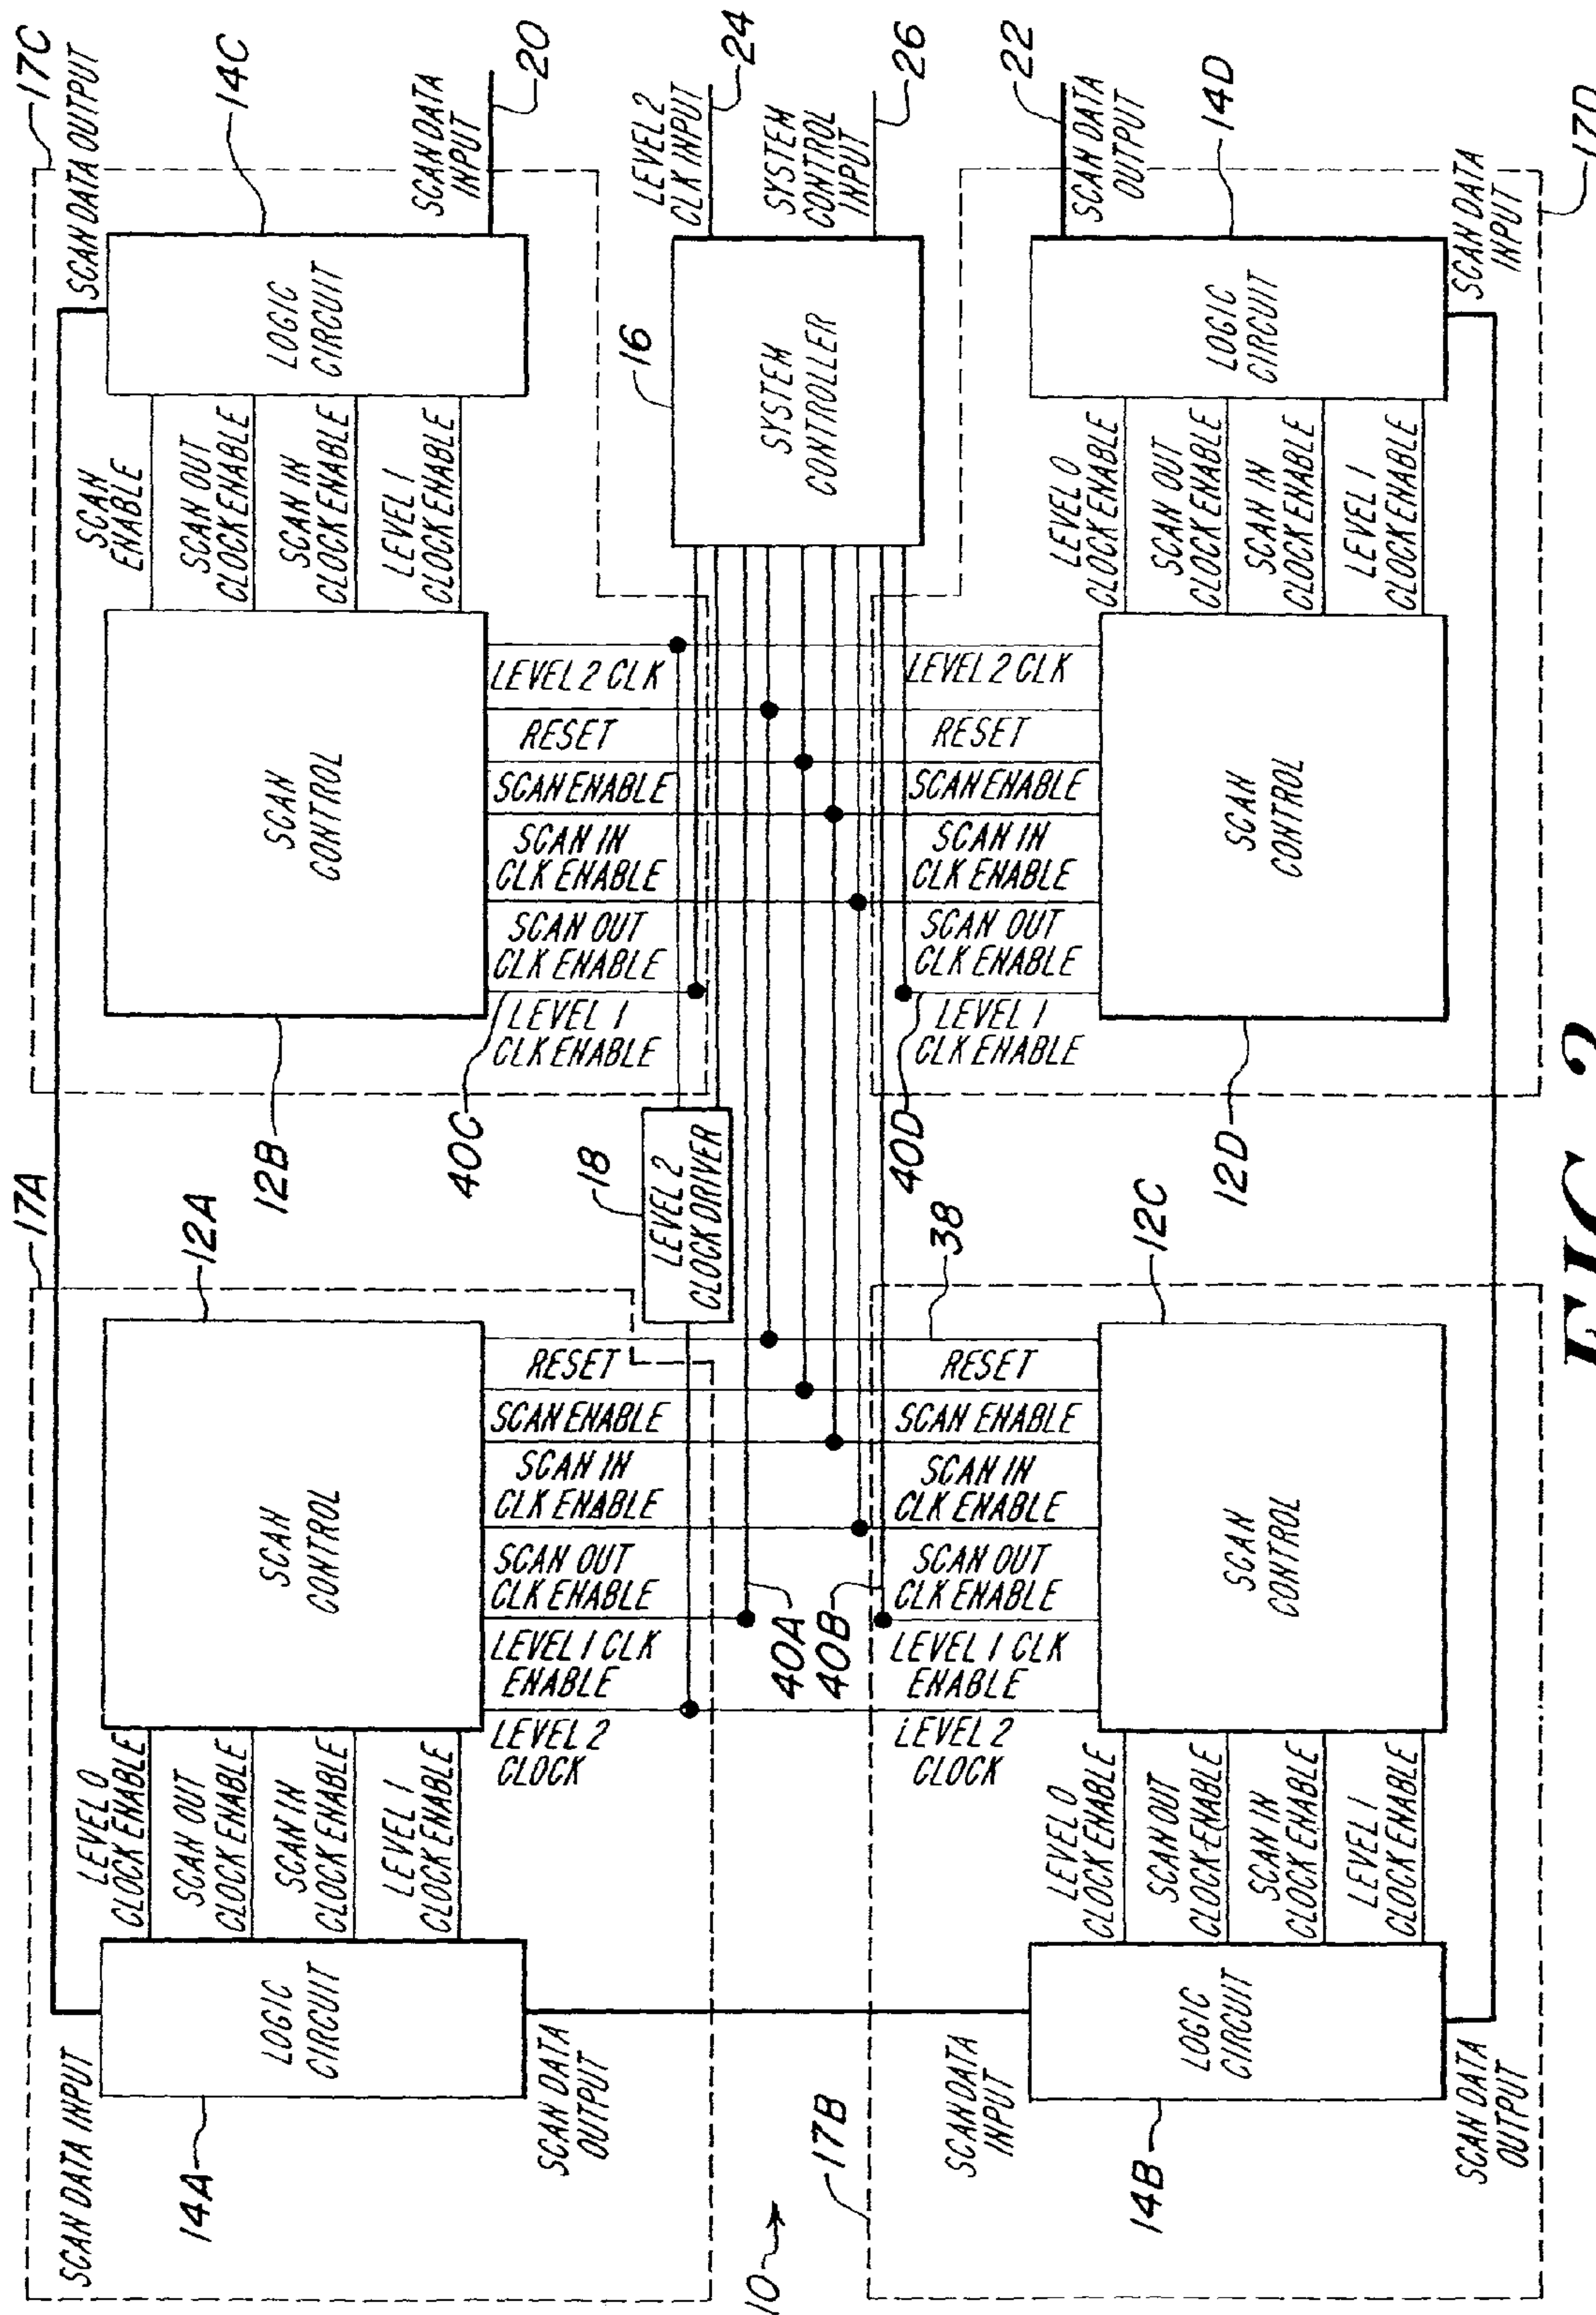 17C
SCAN DATA OUTPUT
14C
SCAN DATA
INPUT
20
LOGIC
CIRCUIT
SCAN
ENABLE
SCAN OUT
CLOCK ENABLE
SCAN IN
CLOCK ENABLE
LEVEL 1
CLOCK ENABLE
SCAN
CONTROL
12B
LEVEL 2 CLK
RESET
SCAN ENABLE
SCAN IN
CLK ENABLE
SCAN OUT
CLK ENABLE
LEVEL 1
CLK ENABLE
40C
LEVEL 2
CLK INPUT
24
SYSTEM
CONTROL
INPUT
26
16
SYSTEM
CONTROLLER
22
SCAN DATA
OUTPUT
14D
SCAN DATA
INPUT
17D
LOGIC
CIRCUIT
LEVEL 0
CLOCK ENABLE
SCAN OUT
CLOCK ENABLE
SCAN IN
CLOCK ENABLE
LEVEL 1
CLOCK ENABLE
LEVEL 2 CLK
RESET
SCAN ENABLE
SCAN IN
CLK ENABLE
SCAN OUT
CLK ENABLE
LEVEL 1
CLK ENABLE
40D
SCAN
CONTROL
12D
17A
12A
18
LEVEL 2
CLOCK DRIVER
38
12C
SCAN
CONTROL
RESET
SCAN ENABLE
SCAN IN
CLK ENABLE
SCAN OUT
CLK ENABLE
LEVEL 1 CLK
ENABLE
LEVEL 2
CLOCK
40A
40B
RESET
SCAN ENABLE
SCAN IN
CLK ENABLE
SCAN OUT
CLK ENABLE
LEVEL 1 CLK
ENABLE
LEVEL 2
CLOCK
SCAN
CONTROL
LEVEL 0
CLOCK ENABLE
SCAN OUT
CLOCK ENABLE
SCAN IN
CLOCK ENABLE
LEVEL 1
CLOCK ENABLE
LOGIC
CIRCUIT
SCAN DATA INPUT
14A
SCAN DATA
OUTPUT
LEVEL 0
CLOCK ENABLE
SCAN OUT
CLOCK-ENABLE
SCAN IN
CLOCK ENABLE
LEVEL 1
CLOCK ENABLE
LOGIC
CIRCUIT
17B
SCAN DATA
INPUT
14B
SCAN DATA
OUTPUT
10
FIG. 2